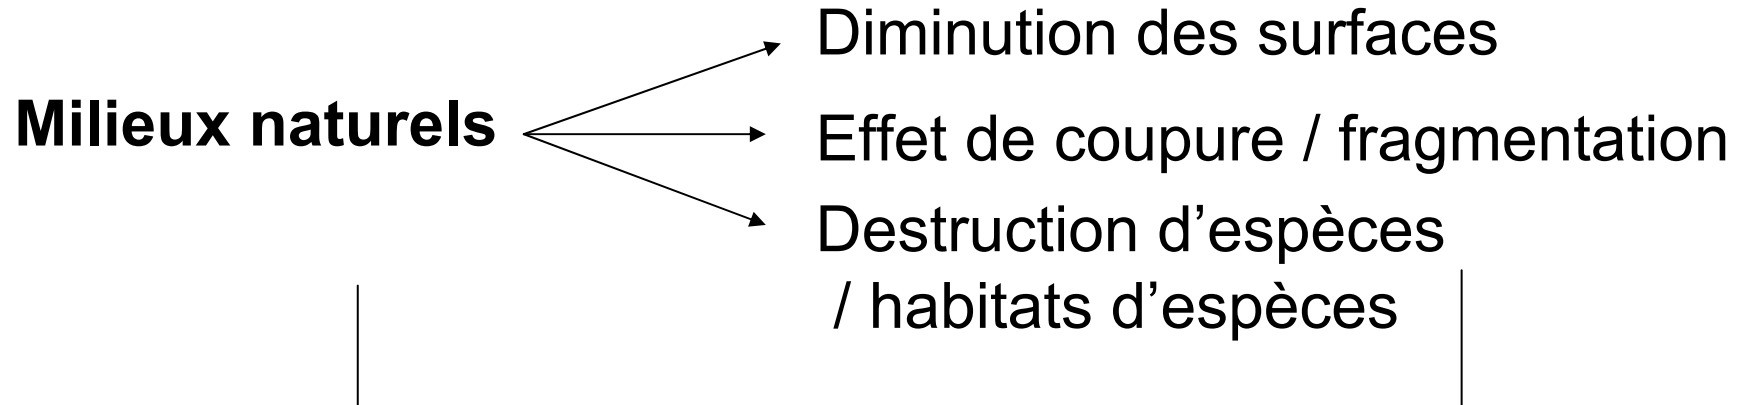 Diminution des surfaces
Milieux naturels
Effet de coupure / fragmentation
Destruction d’espèces
/ habitats d’espèces